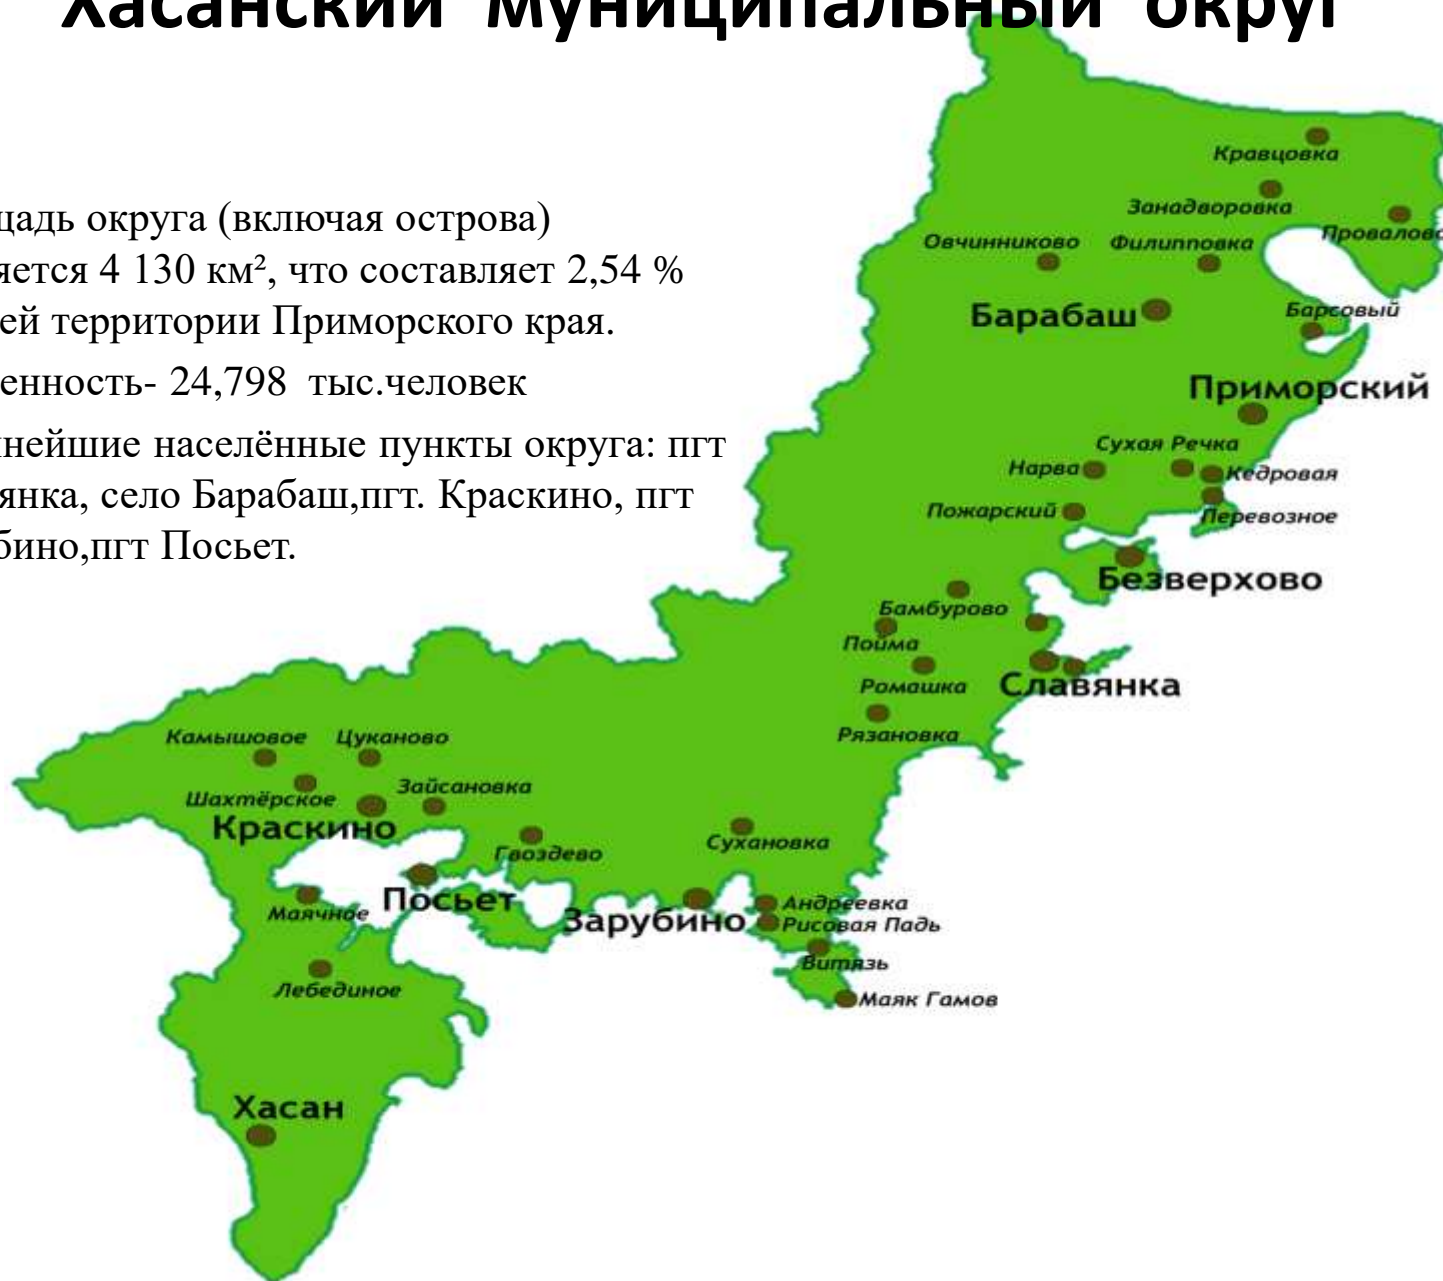 Хасанский муниципальный округ
щадь округа (включая острова)
яется 4 130 км², что составляет 2,54 %
ей территории Приморского края.
енность- 24,798 тыс.человек
нейшие населённые пункты округа: пгт
янка, село Барабаш,пгт. Краскино, пгт
бино,пгт Посьет.
Кравцовка
Занадворовка
Провалово
Овчинниково
Филипповка
Барабаш
Барсовый
Приморский
Сухая Речка
Нарва
Кедровая
Пожарский
Перевозное
Безверхово
Бамбурово
Пойма
Ромашка
Славянка
Рязановка
Камышовое
Цуканово
Зайсановка
Шахтёрское
Краскино
Сухановка
Гвоздево
Посьет
Андреевка
Маячное
Зарубино
Рисовая Падь
Витязь
Лебединое
Маяк Гамов
Хасан